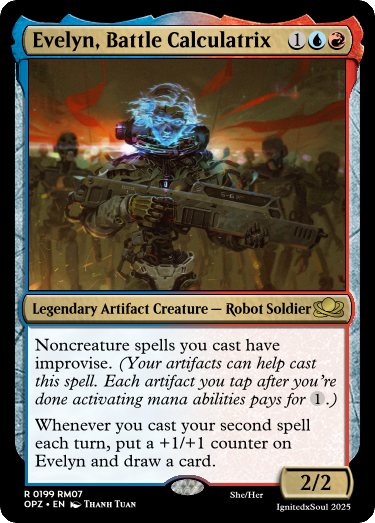 Evelyn, Battle Calculatrix 1
Legendary Artifact Creature — Robot Soldier
Noncreature spells you cast have
improvise. (Your artifacts can help cast
this spell. Each artifact you tap after you’re
done activating mana abilities pays for 1.)
Whenever you cast your second spell
each turn, put a +1/+1 counter on
Evelyn and draw a card.
2/2
R 0199 RM07 She/Her
OPZ • EN Thanh Tuan IgnitedxSoul 2025